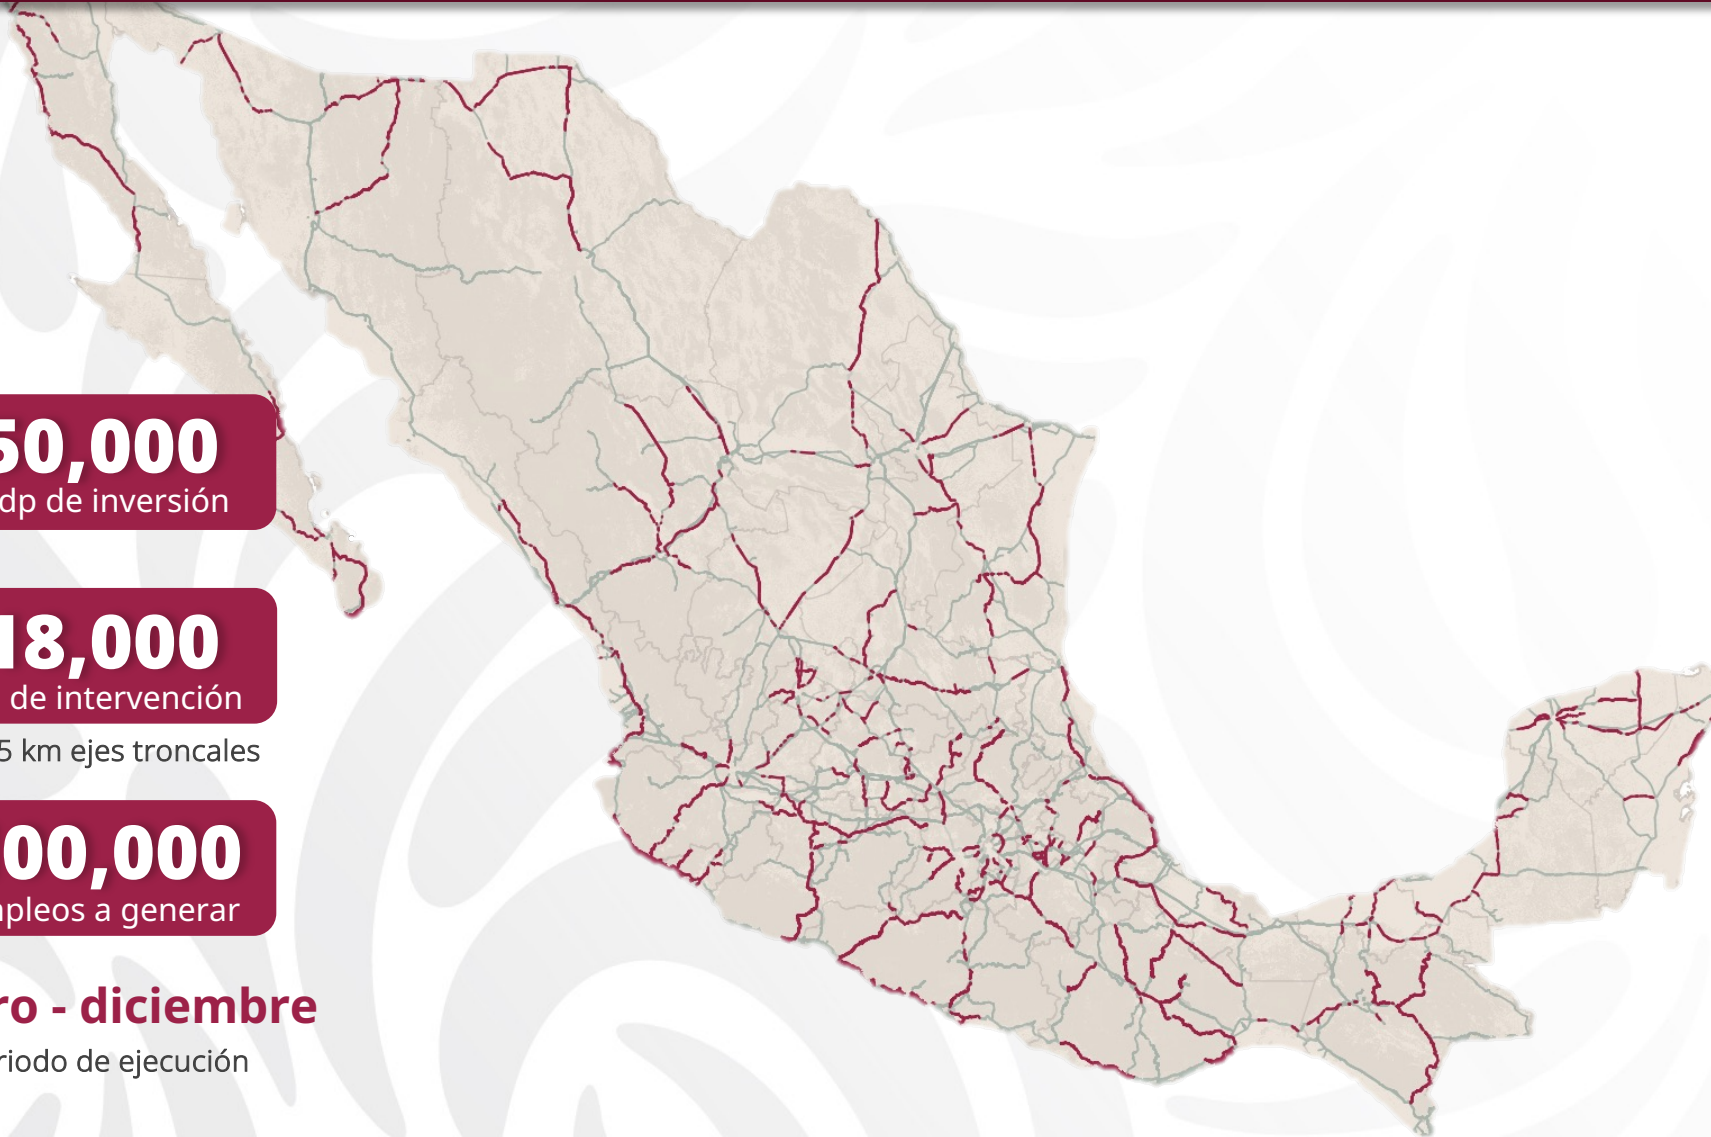 50,000
dp de inversión
18,000
de intervención
5 km ejes troncales
00,000
pleos a generar
ro - diciembre
riodo de ejecución